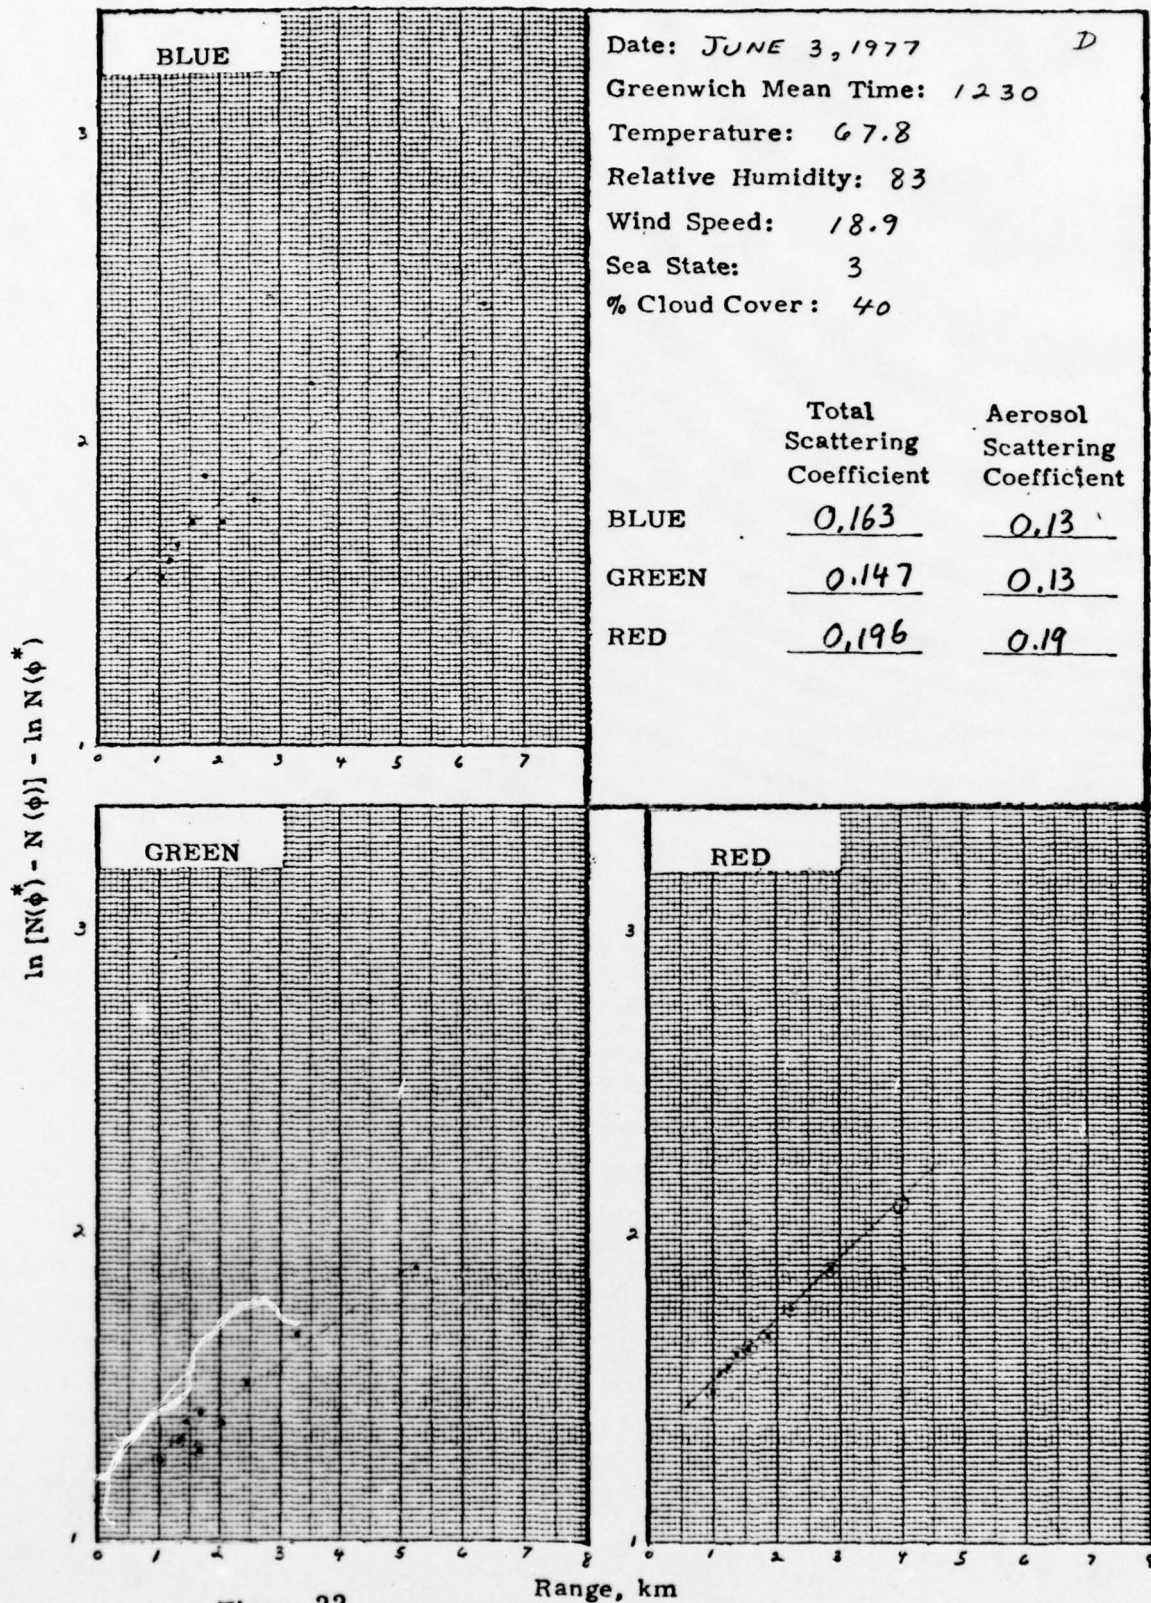 BLUE
3
2
1
0 1 2 3 4 5 6 7
Date: JUNE 3, 1977 D
Greenwich Mean Time: 1230
Temperature: 67.8
Relative Humidity: 83
Wind Speed: 18.9
Sea State: 3
% Cloud Cover: 40
Total Scattering Coefficient
Aerosol Scattering Coefficient
BLUE 0.163 0.13
GREEN 0.147 0.13
RED 0.196 0.19
ln [N(ϕ*) - N (ϕ)] - ln N (ϕ*)
GREEN
3
2
1
0 1 2 3 4 5 6 7 8
RED
3
2
1
0 1 2 3 4 5 6 7 8
Range, km